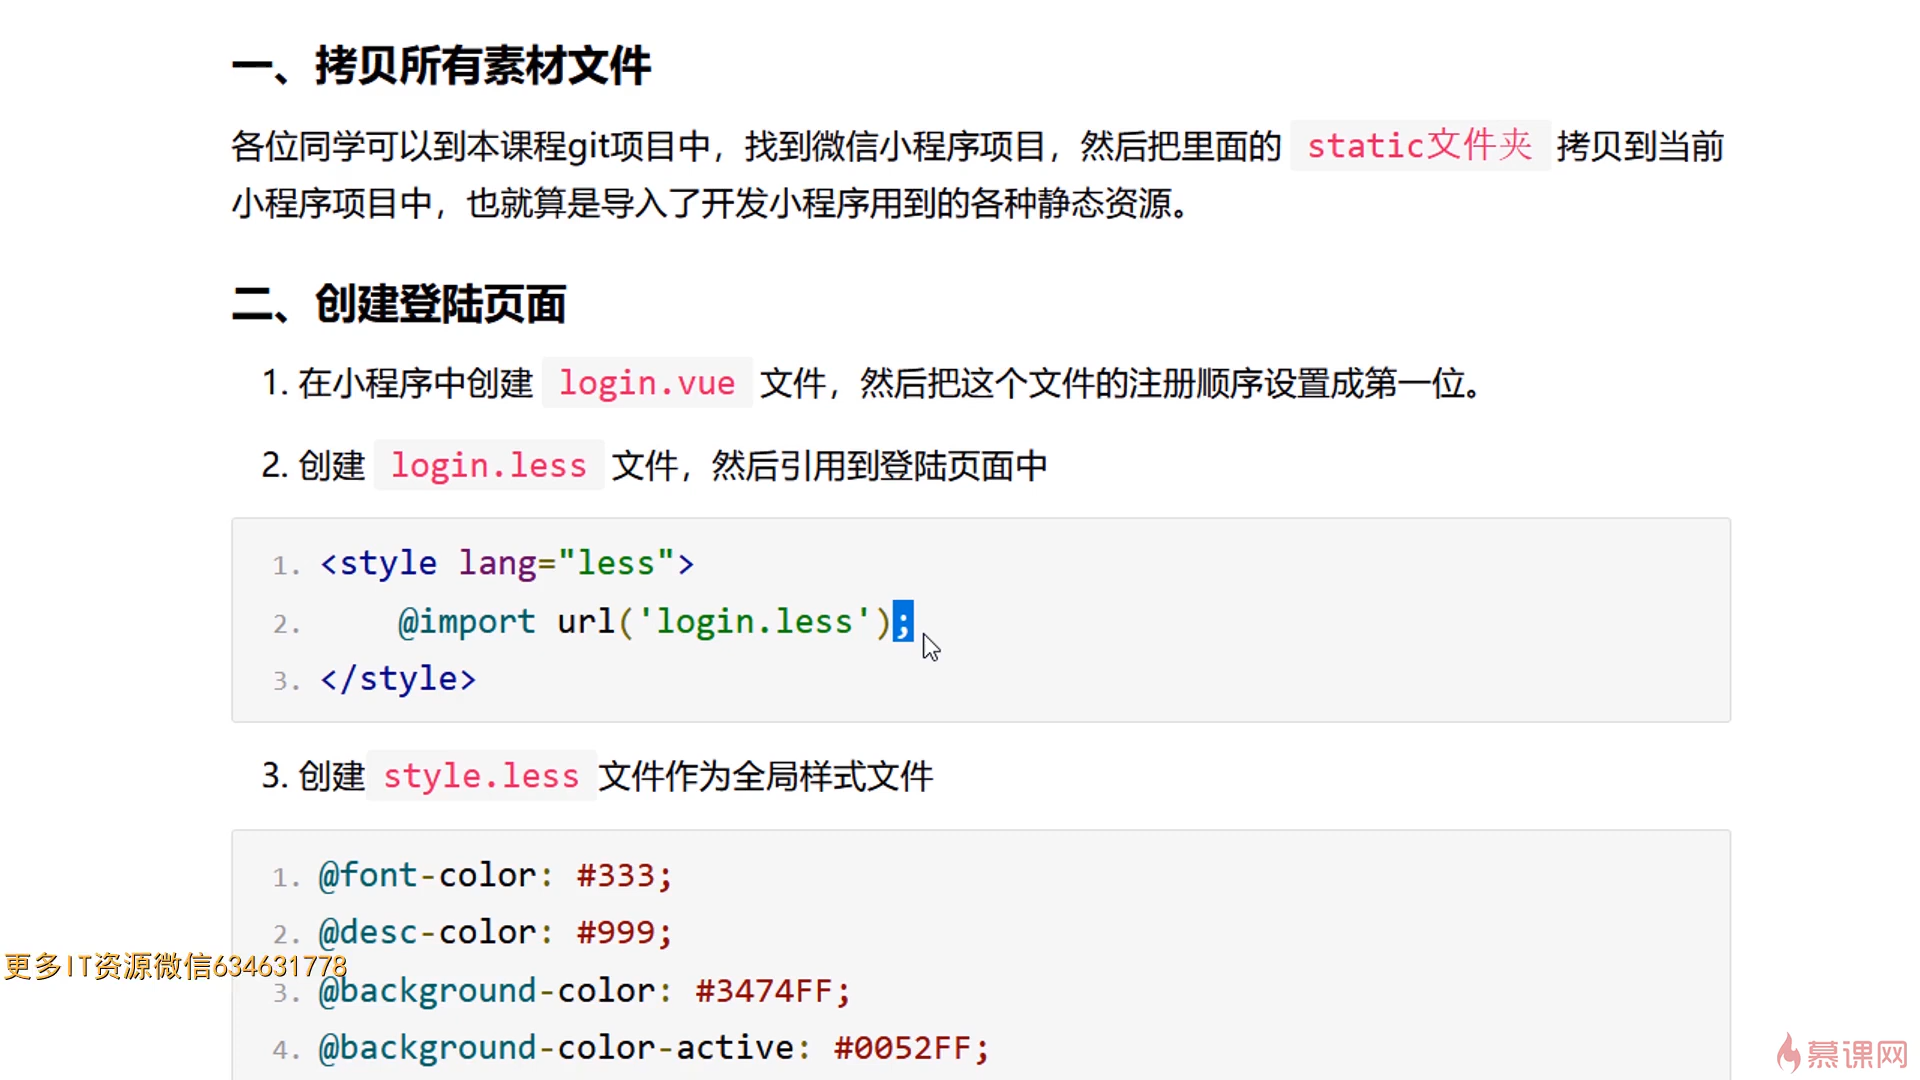 一、拷贝所有素材文件
各位同学可以到本课程git项目中，找到微信小程序项目，然后把里面的 static文件夹 拷贝到当前
小程序项目中，也就算是导入了开发小程序用到的各种静态资源。
二、创建登陆页面
1. 在小程序中创建 login.vue 文件，然后把这个文件的注册顺序设置成第一位。
2. 创建 login.less 文件，然后引用到登陆页面中
1. <style lang="less">
2.     @import url('login.less');
3. </style>
3. 创建 style.less 文件作为全局样式文件
1. @font-color: #333;
2. @desc-color: #999;
更多IT资源微信634631778
3. @background-color: #3474FF;
4. @background-color-active: #0052FF;
慕课网